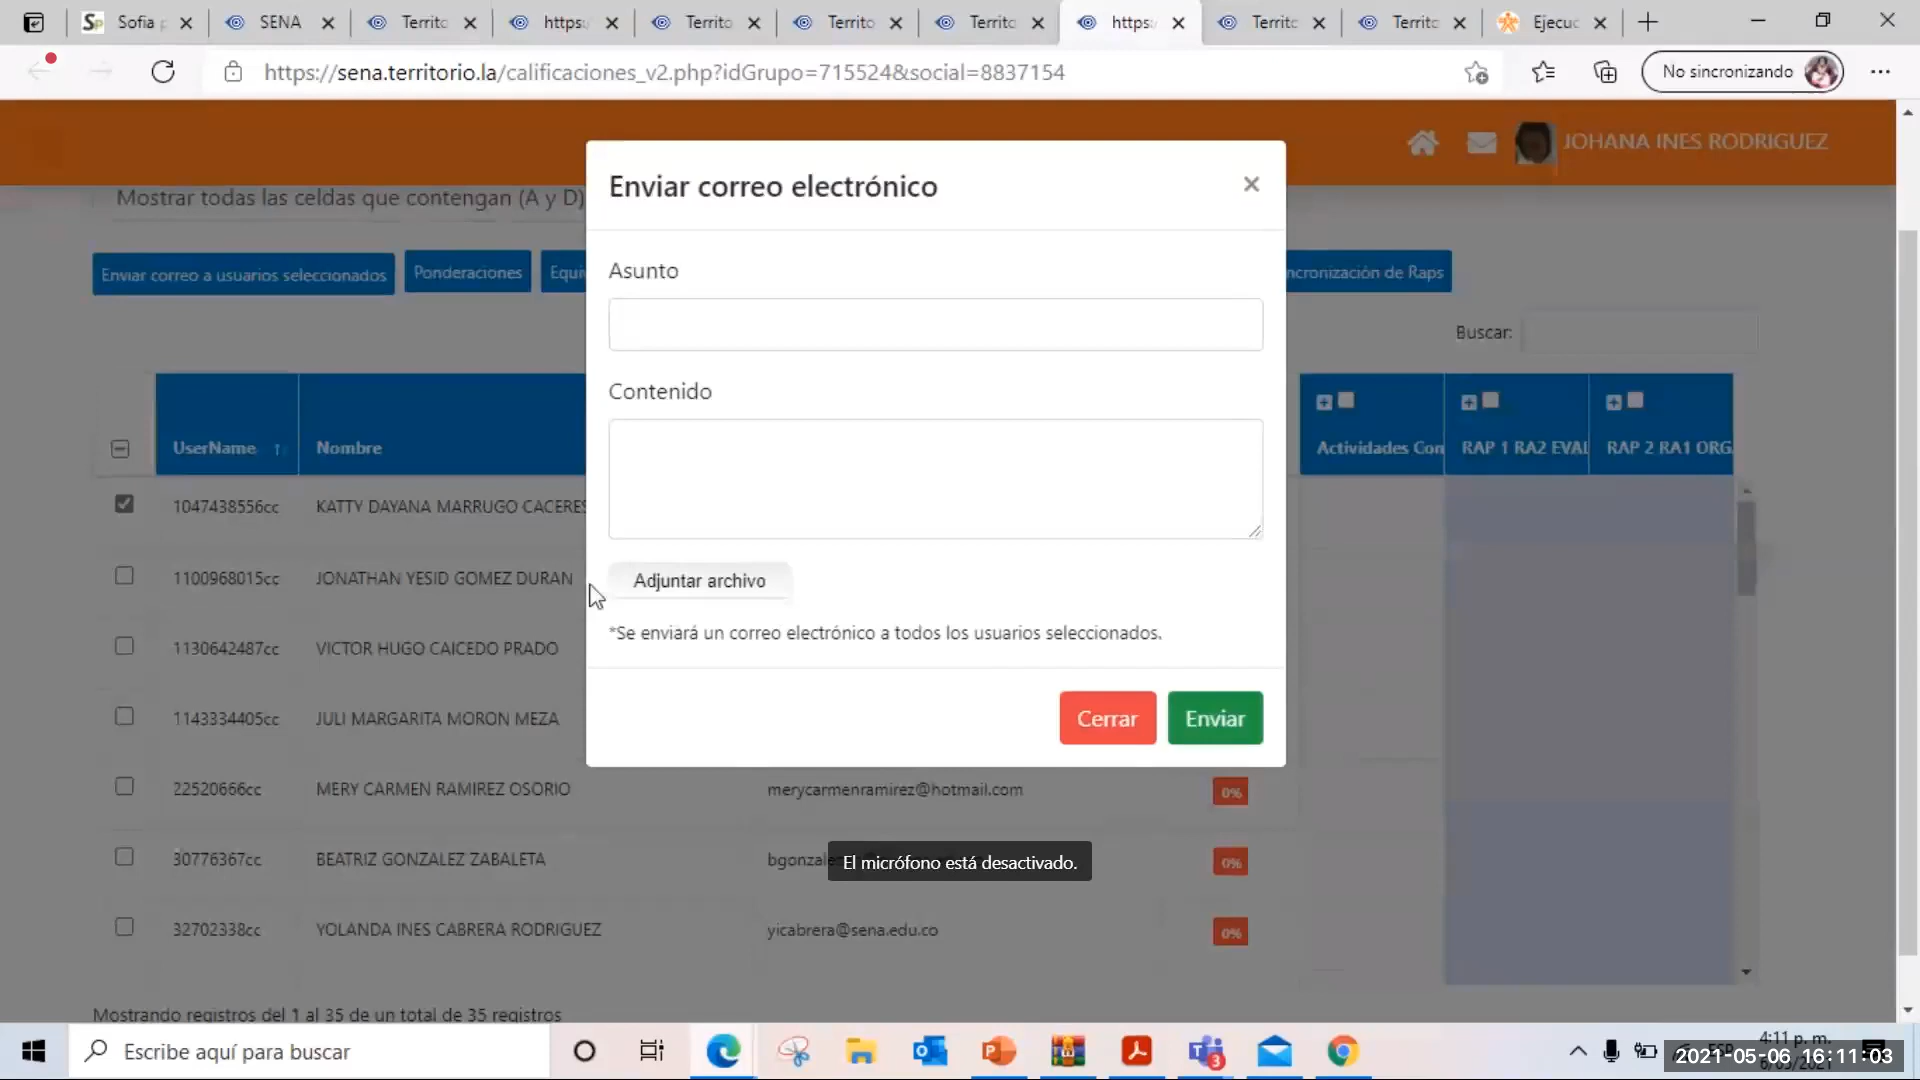 Sofia
SENA
Territo
https:
Territo
Territo
Territo
https:
Territo
Territo
Ejecuc
https://sena.territorio.la/calificaciones_v2.php?idGrupo=715524&social=8837154
No sincronizando
JOHANA INES RODRIGUEZ
Mostrar todas las celdas que contengan (A y D)
Enviar correo electrónico
Asunto
Enviar correo a usuarios seleccionados
Ponderaciones
Equi
ncronización de Raps
Buscar:
Contenido
UserName
Nombre
Actividades Con
RAP 1 RA2 EVAL
RAP 2 RA1 ORG
1047438556cc KATTY DAYANA MARRUGO CACERES
1100968015cc JONATHAN YESID GOMEZ DURAN
Adjuntar archivo
1130642487cc VICTOR HUGO CAICEDO PRADO
*Se enviará un correo electrónico a todos los usuarios seleccionados.
1143334405cc JULI MARGARITA MORON MEZA
Cerrar
Enviar
22520666cc MERY CARMEN RAMIREZ OSORIO merycarmenramirez@hotmail.com 0%
30776367cc BEATRIZ GONZALEZ ZABALETA bgonzale 0%
El micrófono está desactivado.
32702338cc YOLANDA INES CABRERA RODRIGUEZ yicabrera@sena.edu.co 0%
Mostrando registros del 1 al 35 de un total de 35 registros
Escribe aquí para buscar
3
4:11 p. m.
2021-05-06 16:11:03